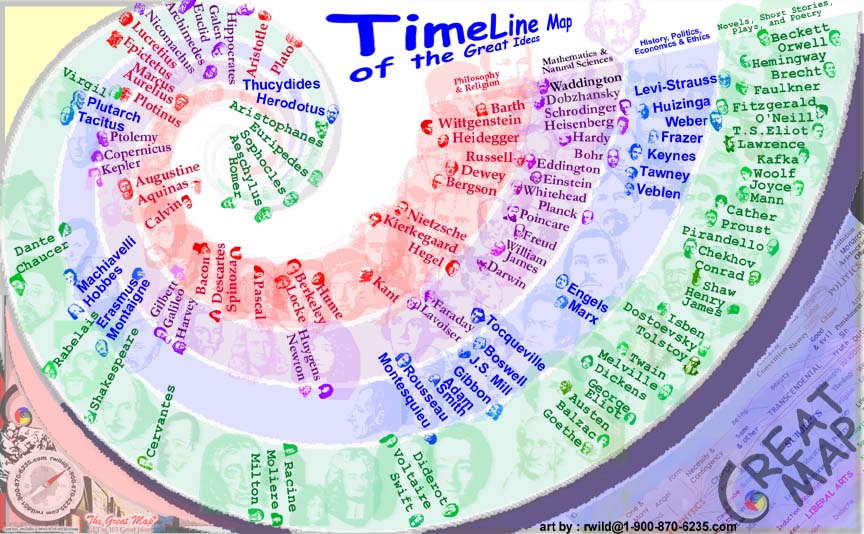 TimeLine Map
of the Great Ideas
Philosophy
& Religion
Mathematics &
Natural Sciences
History, Politics,
Economics & Ethics
Novels, Short Stories,
Plays, and Poetry
Plato
Aristotle
Hippocrates
Galen
Euclid
Archimedes
Nicomachus
Lucretius
Epictetus
Marcus
Aurelius
Plotinus
Virgil
Plutarch
Tacitus
Ptolemy
Copernicus
Kepler
Augustine
Aquinas
Calvin
Thucydides
Herodotus
Aristophanes
Euripedes
Sophocles
Aeschylus
Homer
Dante
Chaucer
Machiavelli
Hobbes
Erasmus
Montaigne
Rabelais
Shakespeare
Cervantes
Gilbert
Galileo
Harvey
Bacon
Descartes
Spinoza
Pascal
Locke
Berkeley
Hume
Huygens
Newton
Kant
Hegel
Kierkegaard
Nietzsche
Bergson
Dewey
Russell
Heidegger
Wittgenstein
Barth
Waddington
Dobzhansky
Schrodinger
Heisenberg
Hardy
Bohr
Eddington
Einstein
Whitehead
Planck
Poincare
Freud
William
James
Darwin
Faraday
Lavoiser
Levi-Strauss
Huizinga
Weber
Frazer
Keynes
Tawney
Veblen
Engels
Marx
Tocqueville
Boswell
J.S. Mill
Gibbon
Adam
Smith
Rousseau
Montesquieu
Beckett
Orwell
Hemingway
Brecht
Faulkner
Fitzgerald
O'Neill
T.S.Eliot
Lawrence
Kafka
Woolf
Joyce
Mann
Cather
Proust
Pirandello
Chekhov
Conrad
Shaw
Henry
James
Isben
Dostoevsky
Tolstoy
Twain
Melville
Dickens
George
Eliot
Austen
Balzac
Goethe
Diderot
Voltaire
Swift
Racine
Moliere
Milton
GREAT
MAP
TRANSCENDENTAL
LIBERAL ARTS
The Great Map
art by : rwild@1-900-870-6235.com